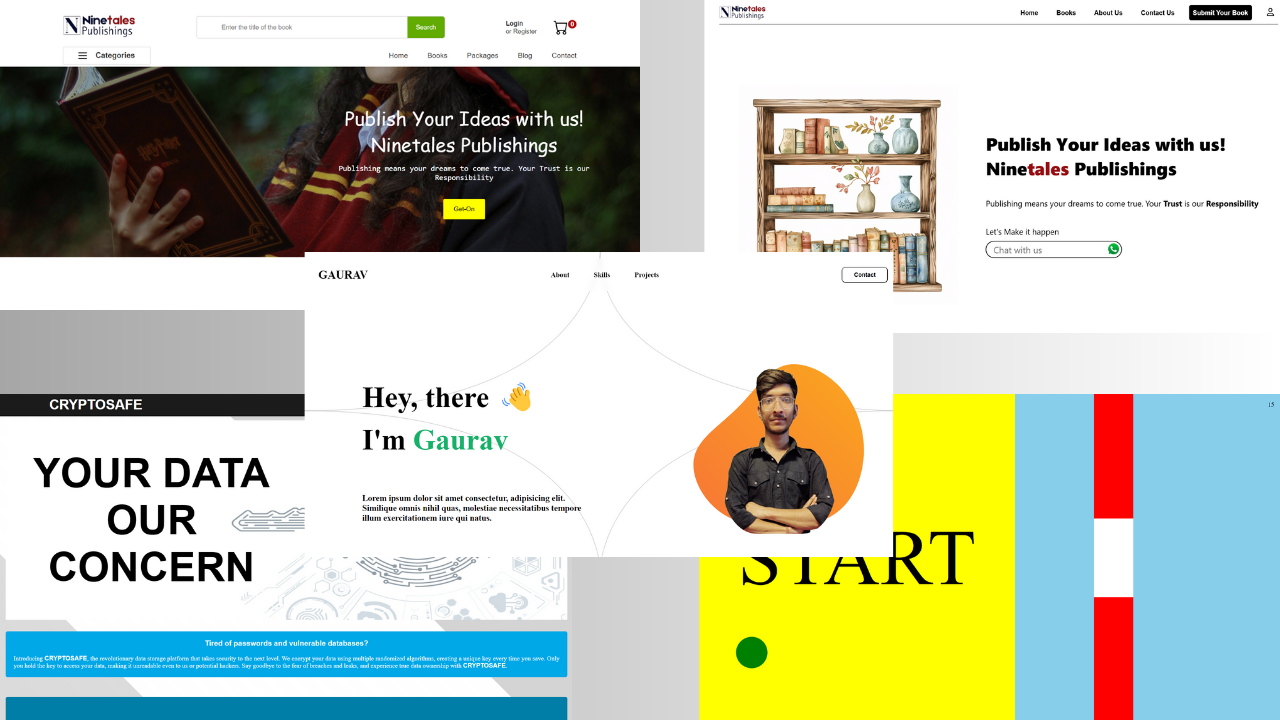 Ninetales
Publishings
Enter the title of the book
Search
Login
or Register
0
Categories
Home Books Packages Blog Contact
Publish Your Ideas with us!
Ninetales Publishings
Publishing means your dreams to come true. Your Trust is our
Responsibility
Get-On
Ninetales
Publishings
Home Books About Us Contact Us Submit Your Book
Publish Your Ideas with us!
Ninetales Publishings
Publishing means your dreams to come true. Your Trust is our Responsibility
Let's Make it happen
Chat with us
GAURAV
About Skills Projects
Contact
Hey, there
I'm Gaurav
Lorem ipsum dolor sit amet consectetur, adipisicing elit.
Similique omnis nihil quas, molestiae necessitatibus tempore
illum exercitationem iure qui natus.
CRYPTOSAFE
YOUR DATA
OUR
CONCERN
Tired of passwords and vulnerable databases?
Introducing CRYPTOSAFE, the revolutionary data storage platform that takes security to the next level. We encrypt your data using multiple randomized algorithms, creating a unique key every time you save. Only
you hold the key to access your data, making it unreadable even to us or potential hackers. Say goodbye to the fear of breaches and leaks, and experience true data ownership with CRYPTOSAFE.
START
15